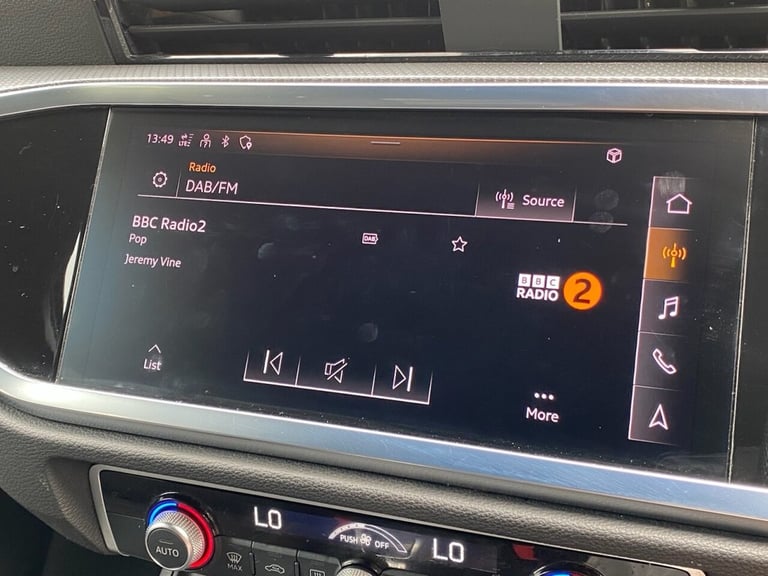 13:49 LTE
Radio
DAB/FM
Source
BBC Radio2
Pop
DAB
Jeremy Vine
BBC
RADIO 2
List
More
LO
PUSH OFF
LO
AUTO
MAX